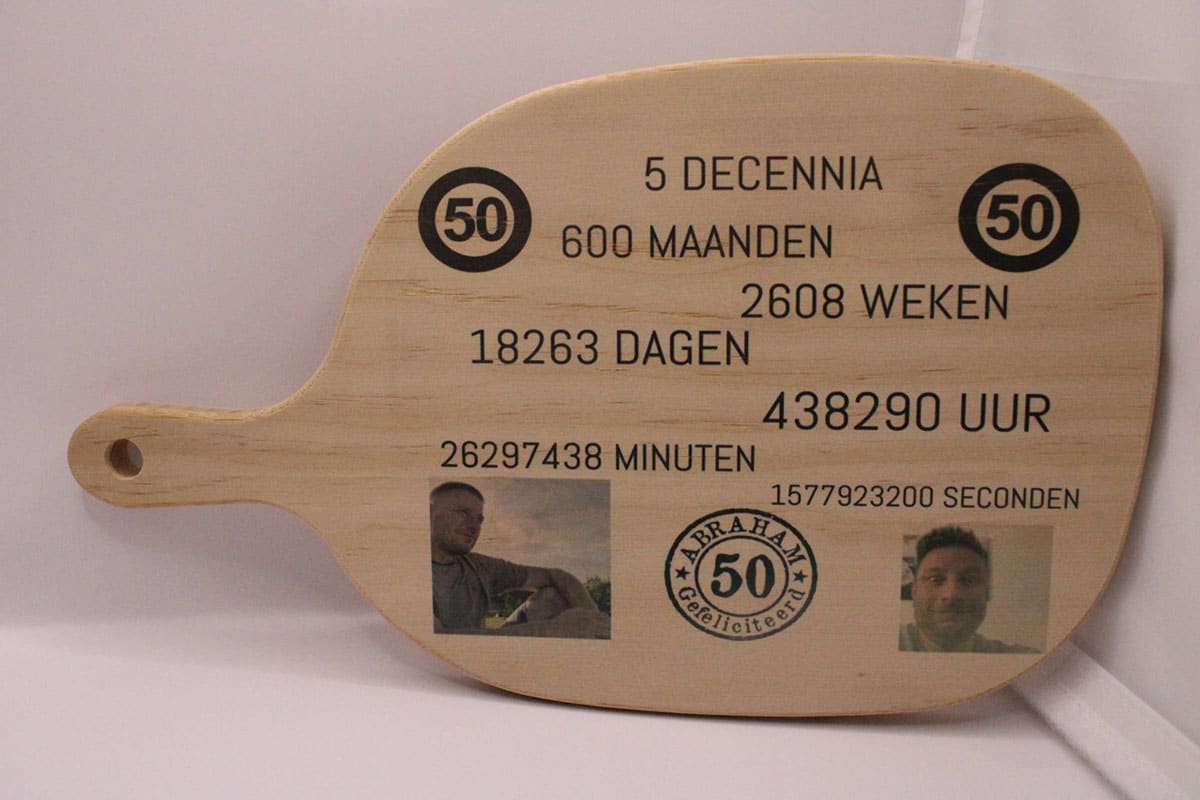 5 DECENNIA
50
50
600 MAANDEN
2608 WEKEN
18263 DAGEN
438290 UUR
26297438 MINUTEN
1577923200 SECONDEN
ABRAHAM
50
Gefeliciteerd